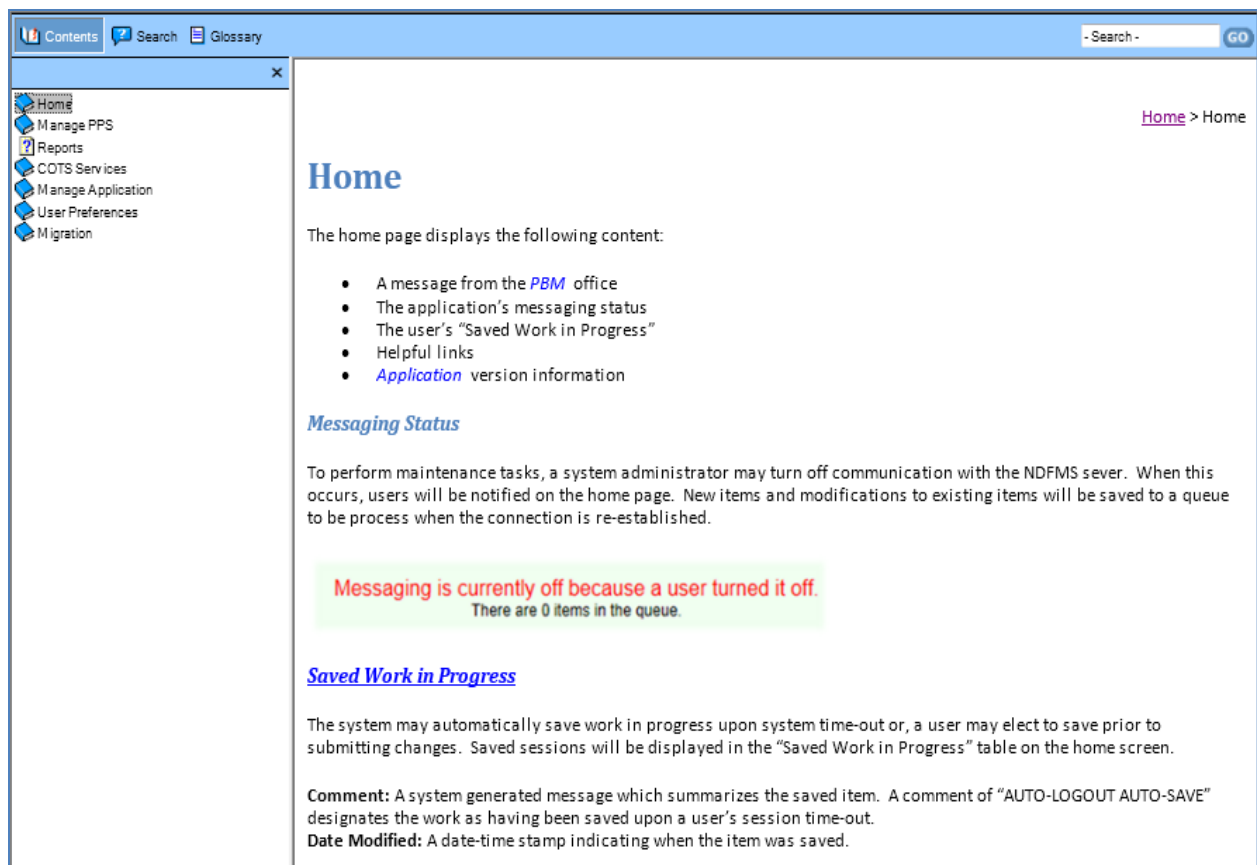 Contents Search Glossary
- Search - GO
×
Home
Manage PPS
Reports
COTS Services
Manage Application
User Preferences
Migration
Home > Home
Home
The home page displays the following content:
• A message from the PBM office
• The application’s messaging status
• The user’s “Saved Work in Progress”
• Helpful links
• Application version information
Messaging Status
To perform maintenance tasks, a system administrator may turn off communication with the NDFMS sever. When this
occurs, users will be notified on the home page. New items and modifications to existing items will be saved to a queue
to be process when the connection is re-established.
Messaging is currently off because a user turned it off.
There are 0 items in the queue.
Saved Work in Progress
The system may automatically save work in progress upon system time-out or, a user may elect to save prior to
submitting changes. Saved sessions will be displayed in the “Saved Work in Progress” table on the home screen.
Comment: A system generated message which summarizes the saved item. A comment of “AUTO-LOGOUT AUTO-SAVE”
designates the work as having been saved upon a user’s session time-out.
Date Modified: A date-time stamp indicating when the item was saved.